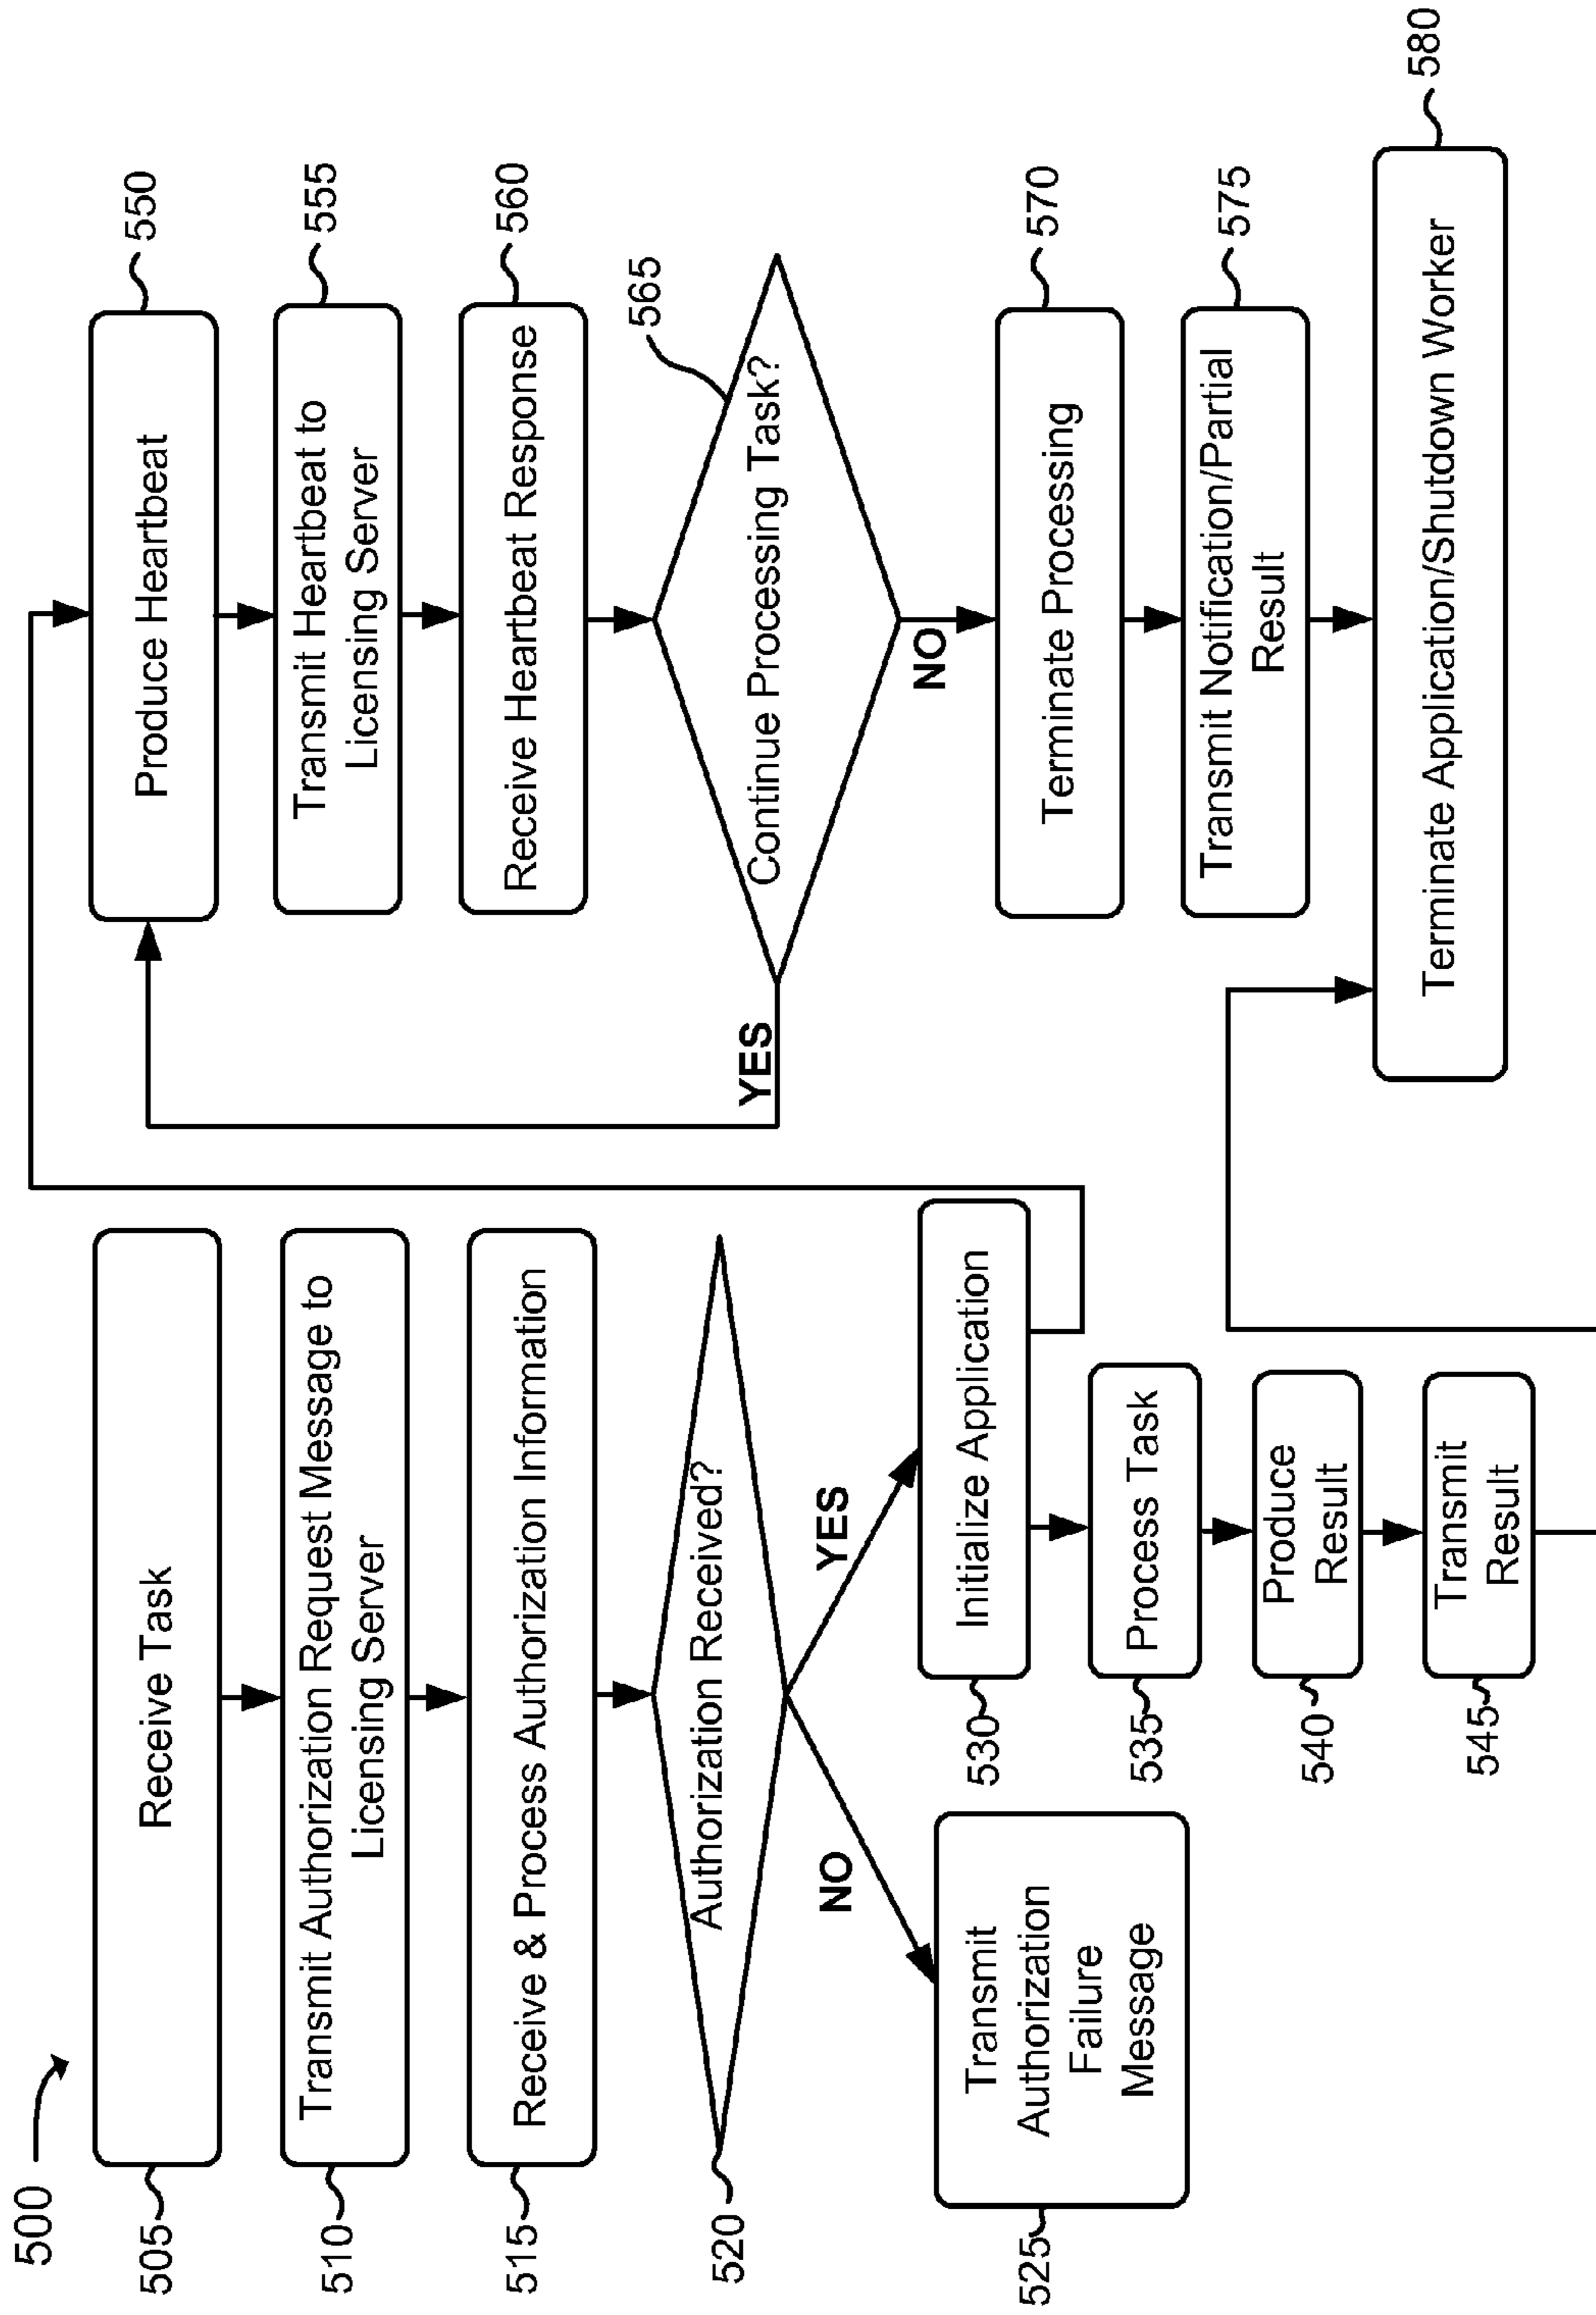 500
505
Receive Task
510
Transmit Authorization Request Message to
Licensing Server
515
Receive & Process Authorization Information
520
Authorization Received?
NO
YES
525
Transmit
Authorization
Failure
Message
530
Initialize Application
535
Process Task
540
Produce
Result
545
Transmit
Result
550
Produce Heartbeat
555
Transmit Heartbeat to
Licensing Server
560
Receive Heartbeat Response
565
Continue Processing Task?
YES
NO
570
Terminate Processing
575
Transmit Notification/Partial
Result
580
Terminate Application/Shutdown Worker